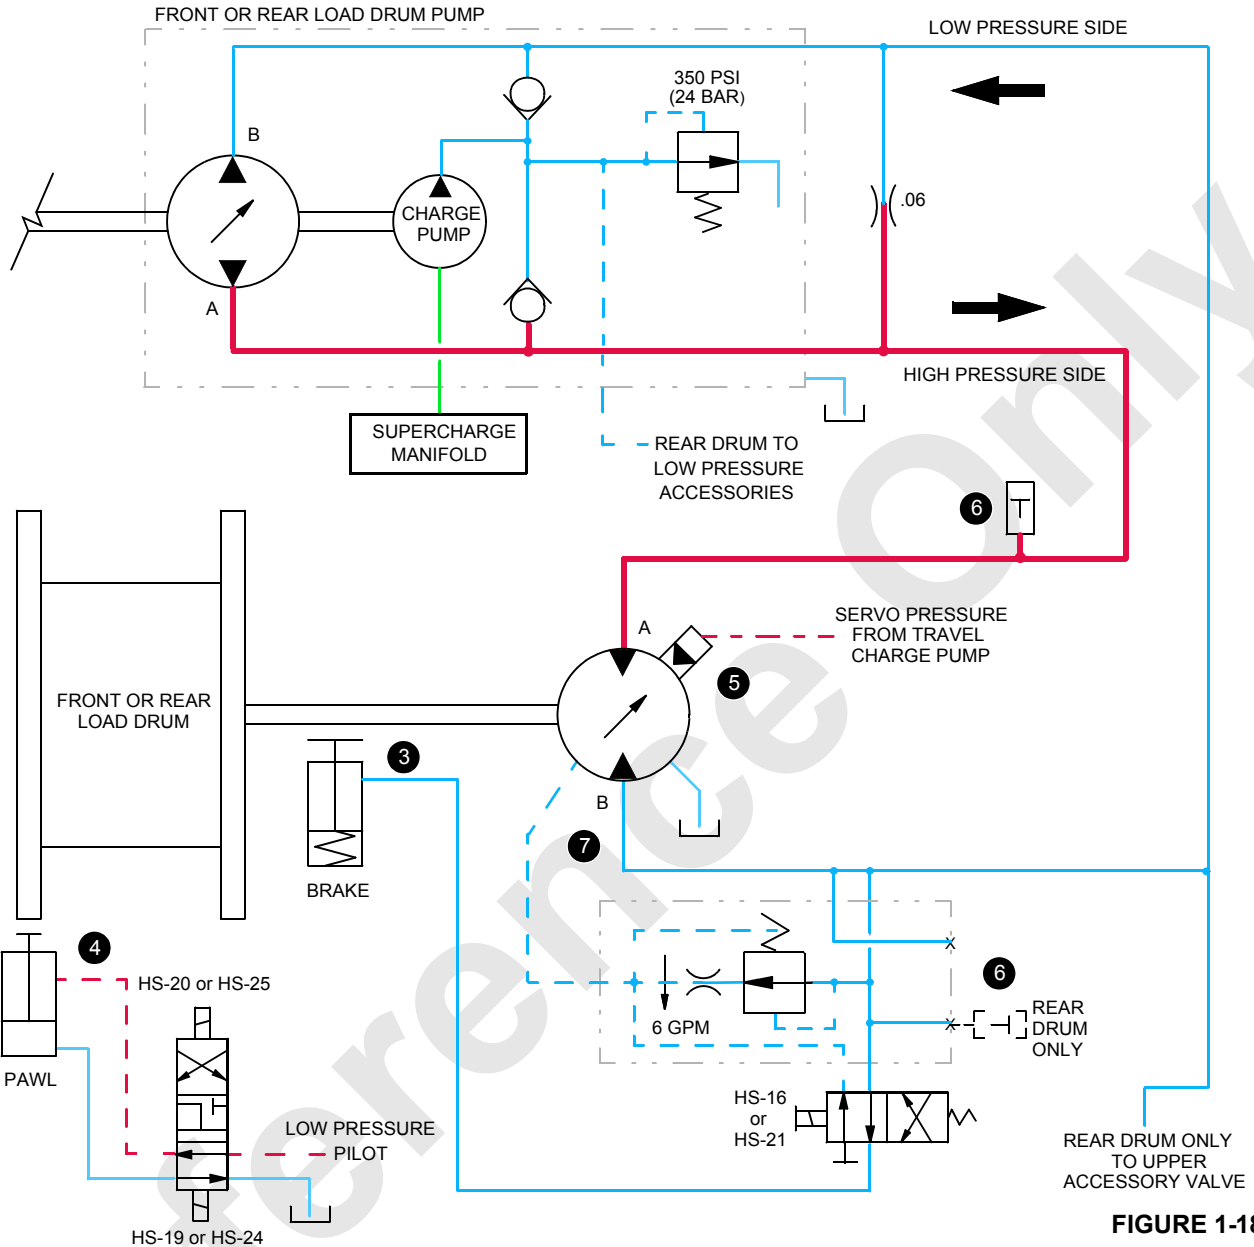 FRONT OR REAR LOAD DRUM PUMP
LOW PRESSURE SIDE
350 PSI
(24 BAR)
B
CHARGE
PUMP
.06
A
HIGH PRESSURE SIDE
SUPERCHARGE
MANIFOLD
REAR DRUM TO
LOW PRESSURE
ACCESSORIES
6
SERVO PRESSURE
FROM TRAVEL
CHARGE PUMP
A
5
FRONT OR REAR
LOAD DRUM
3
B
7
BRAKE
4
HS-20 or HS-25
6 GPM
6
REAR
DRUM
ONLY
PAWL
HS-16
or
HS-21
LOW PRESSURE
PILOT
REAR DRUM ONLY
TO UPPER
ACCESSORY VALVE
HS-19 or HS-24
FIGURE 1-18
ference Only